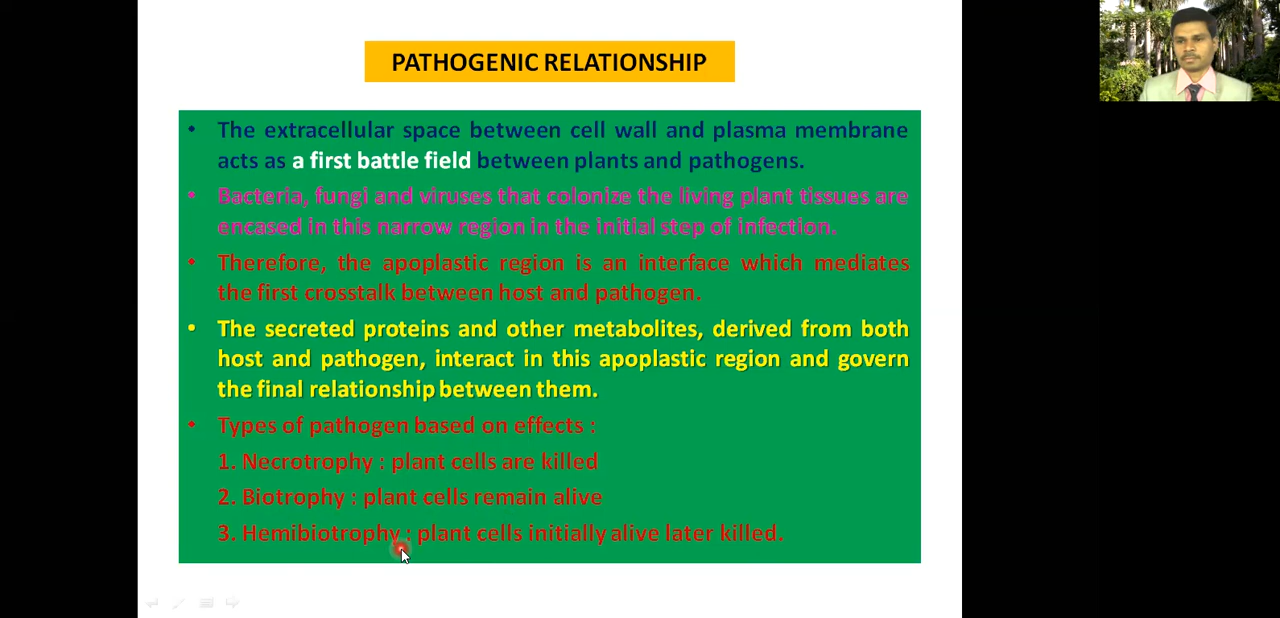 PATHOGENIC RELATIONSHIP
• The extracellular space between cell wall and plasma membrane
acts as a first battle field between plants and pathogens.
• Bacteria, fungi and viruses that colonize the living plant tissues are
encased in this narrow region in the initial step of infection.
• Therefore, the apoplastic region is an interface which mediates
the first crosstalk between host and pathogen.
• The secreted proteins and other metabolites, derived from both
host and pathogen, interact in this apoplastic region and govern
the final relationship between them.
• Types of pathogen based on effects :
1. Necrotrophy : plant cells are killed
2. Biotrophy : plant cells remain alive
3. Hemibiotrophy : plant cells initially alive later killed.